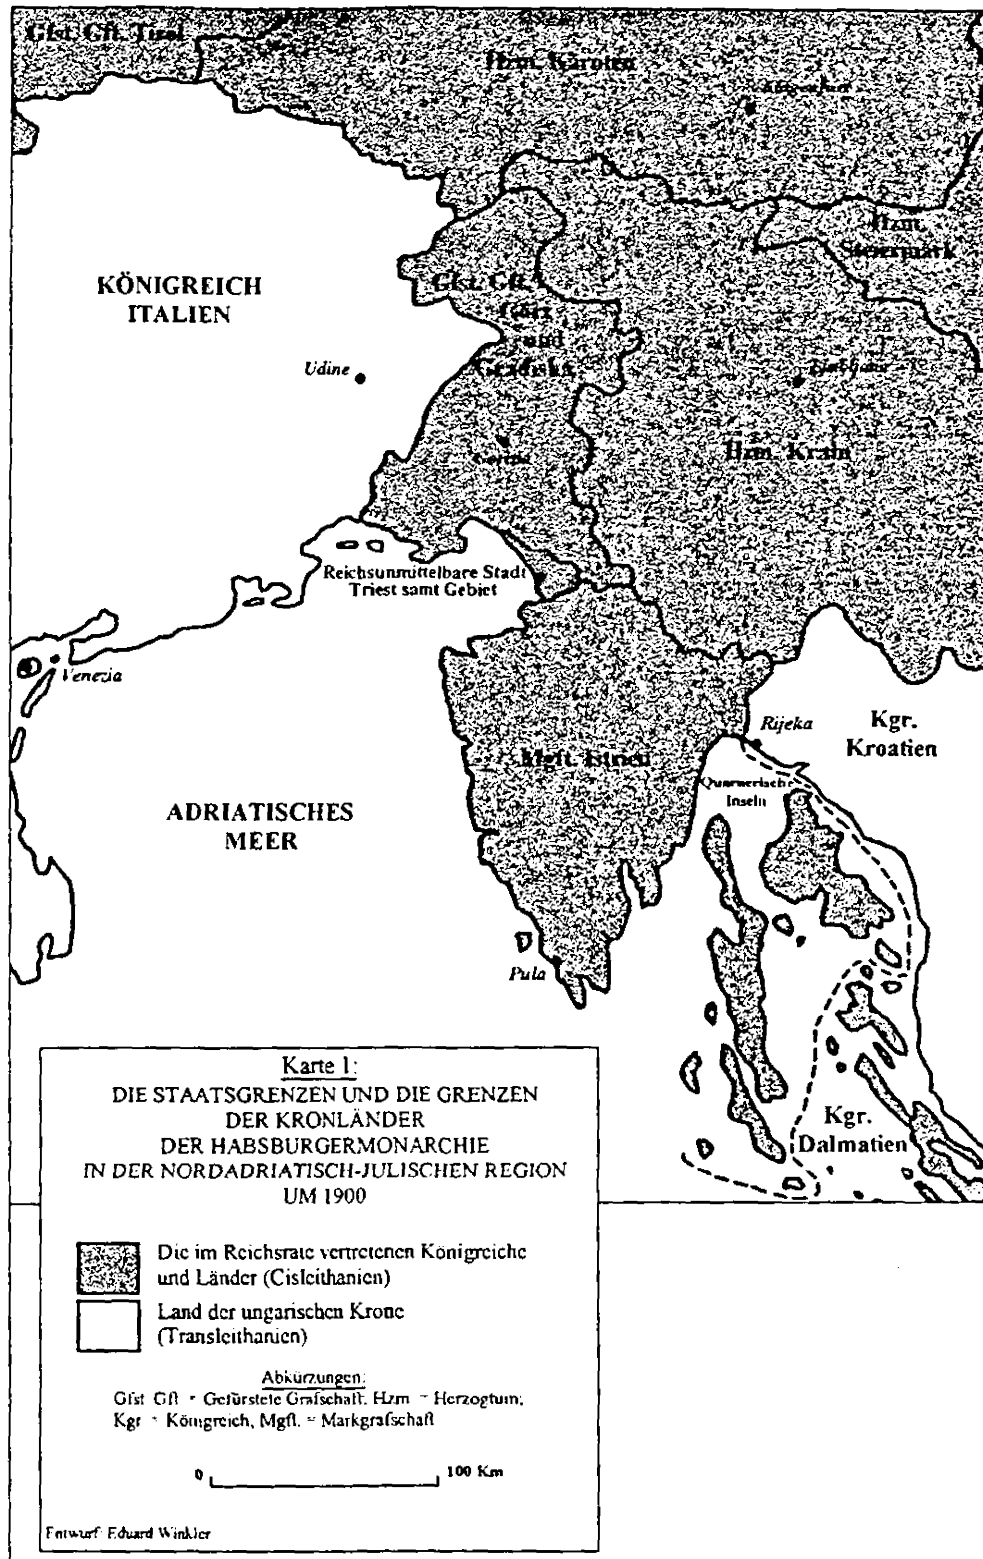 Gfst. Gft. Tirol
Hzm. Kärnten
Klagenfurt
Hzm.
Steiermark
KÖNIGREICH
ITALIEN
Gfst. Gft.
Görz
und
Gradiska
Udine
Ljubljana
Gorizia
Hzm. Krain
Reichsunmittelbare Stadt
Triest samt Gebiet
Venezia
Rijeka
Kgr.
Kroatien
Mgft. Istrien
Quarnerische
Inseln
ADRIATISCHES
MEER
Pula
Kgr.
Dalmatien
Karte 1:
DIE STAATSGRENZEN UND DIE GRENZEN
DER KRONLÄNDER
DER HABSBURGERMONARCHIE
IN DER NORDADRIATISCH-JULISCHEN REGION
UM 1900
Die im Reichsrate vertretenen Königreiche
und Länder (Cisleithanien)
Land der ungarischen Krone
(Transleithanien)
Abkürzungen:
Gfst. Gft. = Gefürstete Grafschaft, Hzm. = Herzogtum;
Kgr. = Königreich, Mgft. = Markgrafschaft
0 100 Km
Entwurf: Eduard Winkler